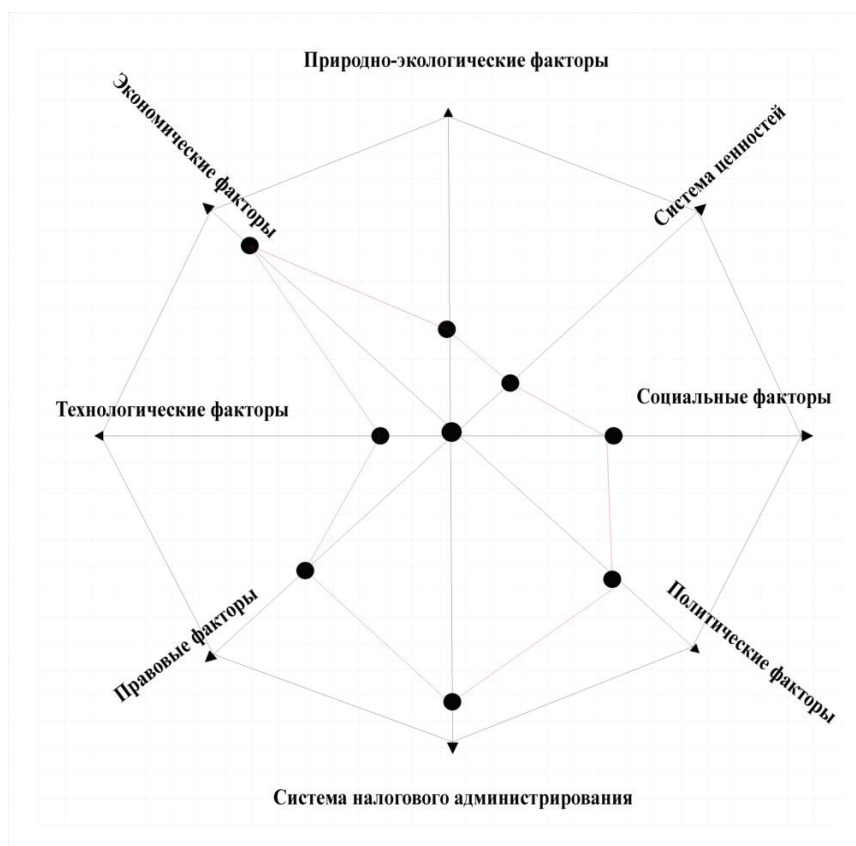 Природно-экологические факторы
Экономические факторы
Система ценностей
Технологические факторы
Социальные факторы
Правовые факторы
Политические факторы
Система налогового администрирования